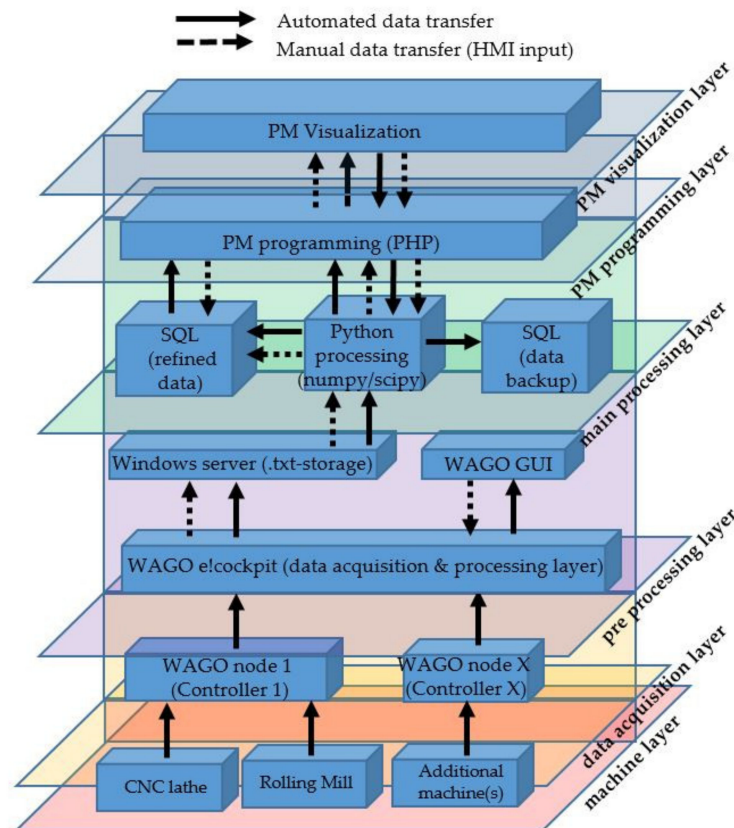 Automated data transfer
Manual data transfer (HMI input)
PM Visualization
PM visualization layer
PM programming (PHP)
PM programming layer
SQL
(refined
data)
Python
processing
(numpy/scipy)
SQL
(data
backup)
main processing layer
Windows server (.txt-storage)
WAGO GUI
WAGO e!cockpit (data acquisition & processing layer)
pre processing layer
WAGO node 1
(Controller 1)
WAGO node X
(Controller X)
data acquisition layer
CNC lathe
Rolling Mill
Additional
machine(s)
machine layer